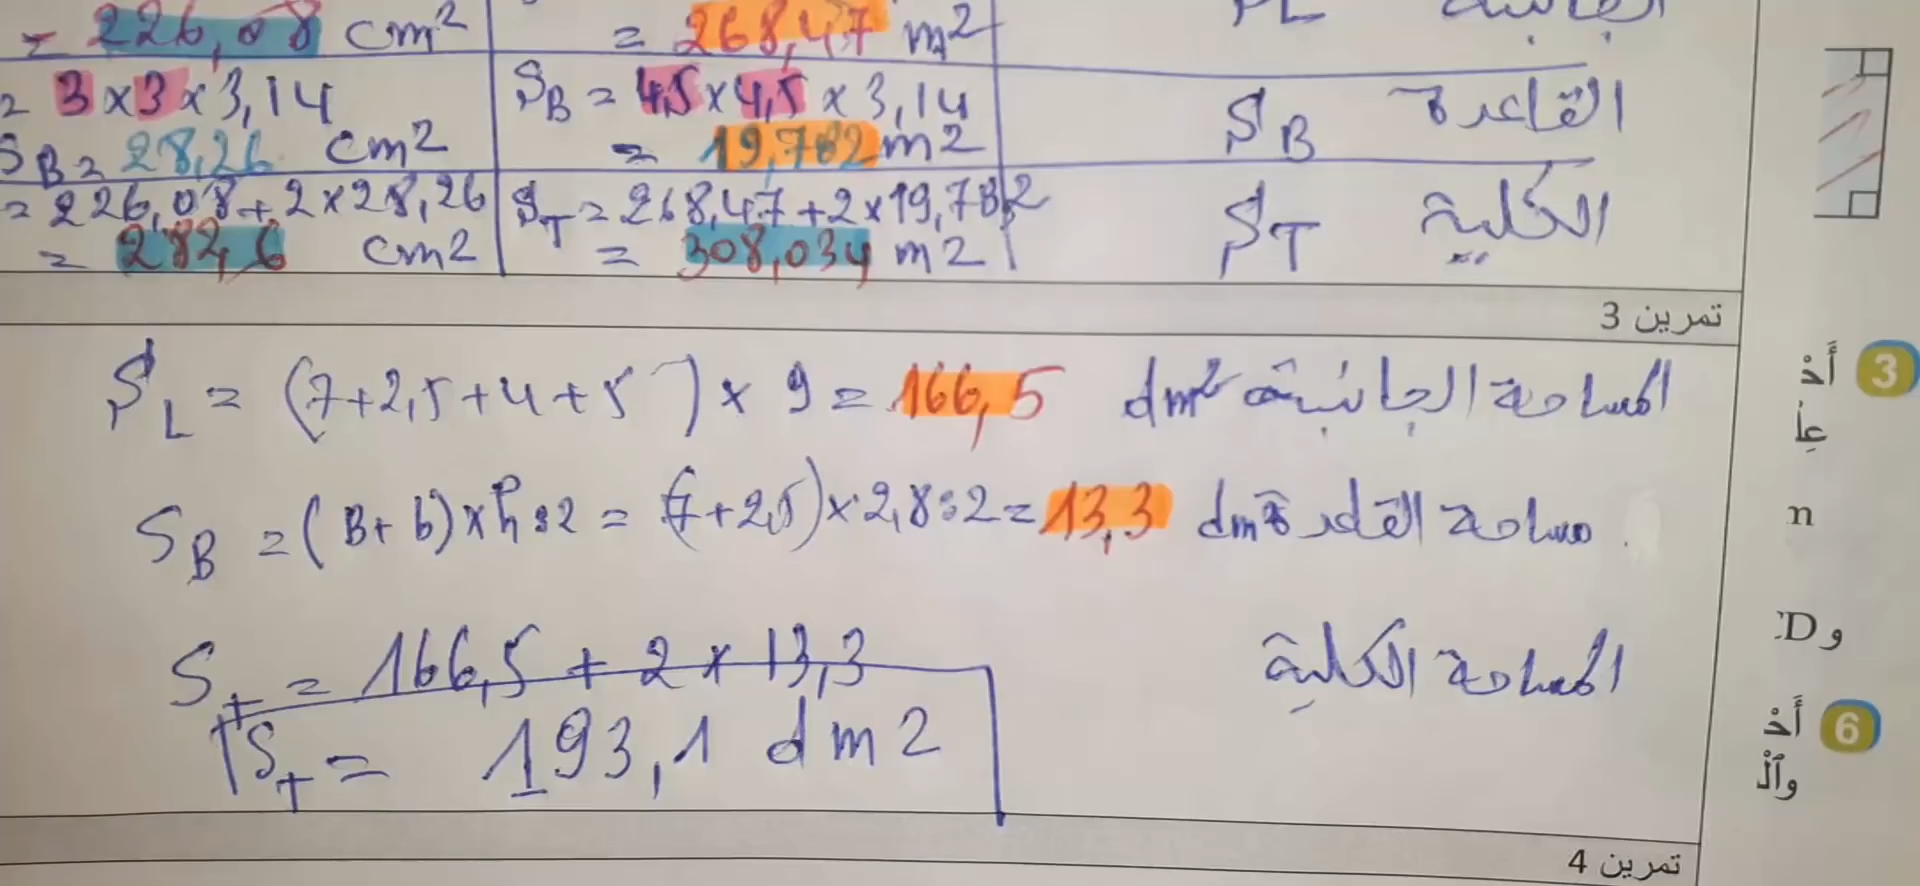 = 226,08 cm²
= 268,47 m²
الجانبية
= 3 x 3 x 3,14
SB = 4,5 x 4,5 x 3,14
SB القاعدة
SB = 28,26 cm2
= 19,782 m2
= 226,08 + 2 x 28,26
ST = 268,47 + 2 x 19,782
ST الكلية
= 282,6 cm2
= 308,034 m2
تمرين 3
SL = (7+2,5+4+5) x 9 = 166,5 dm² المساحة الجانبية
SB = (B+b) x h : 2 = (7+2,5) x 2,8 : 2 = 13,3 dm² مساحة القاعدة
ST = 166,5 + 2 x 13,3 المساحة الكلية
ST = 193,1 dm2
تمرين 4
3
n
و D
6